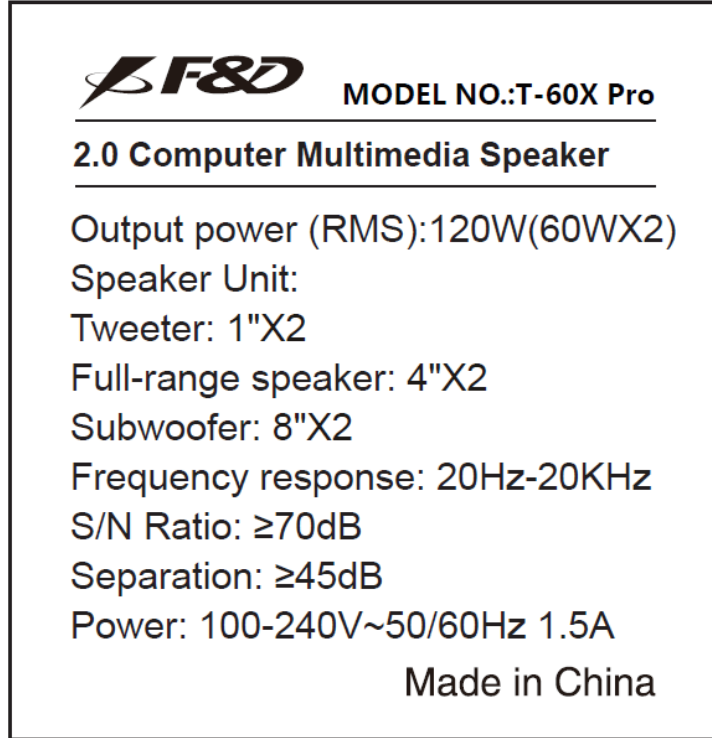 F&D
MODEL NO.:T-60X Pro
2.0 Computer Multimedia Speaker
Output power (RMS):120W(60WX2)
Speaker Unit:
Tweeter: 1"X2
Full-range speaker: 4"X2
Subwoofer: 8"X2
Frequency response: 20Hz-20KHz
S/N Ratio: ≥70dB
Separation: ≥45dB
Power: 100-240V~50/60Hz 1.5A
Made in China